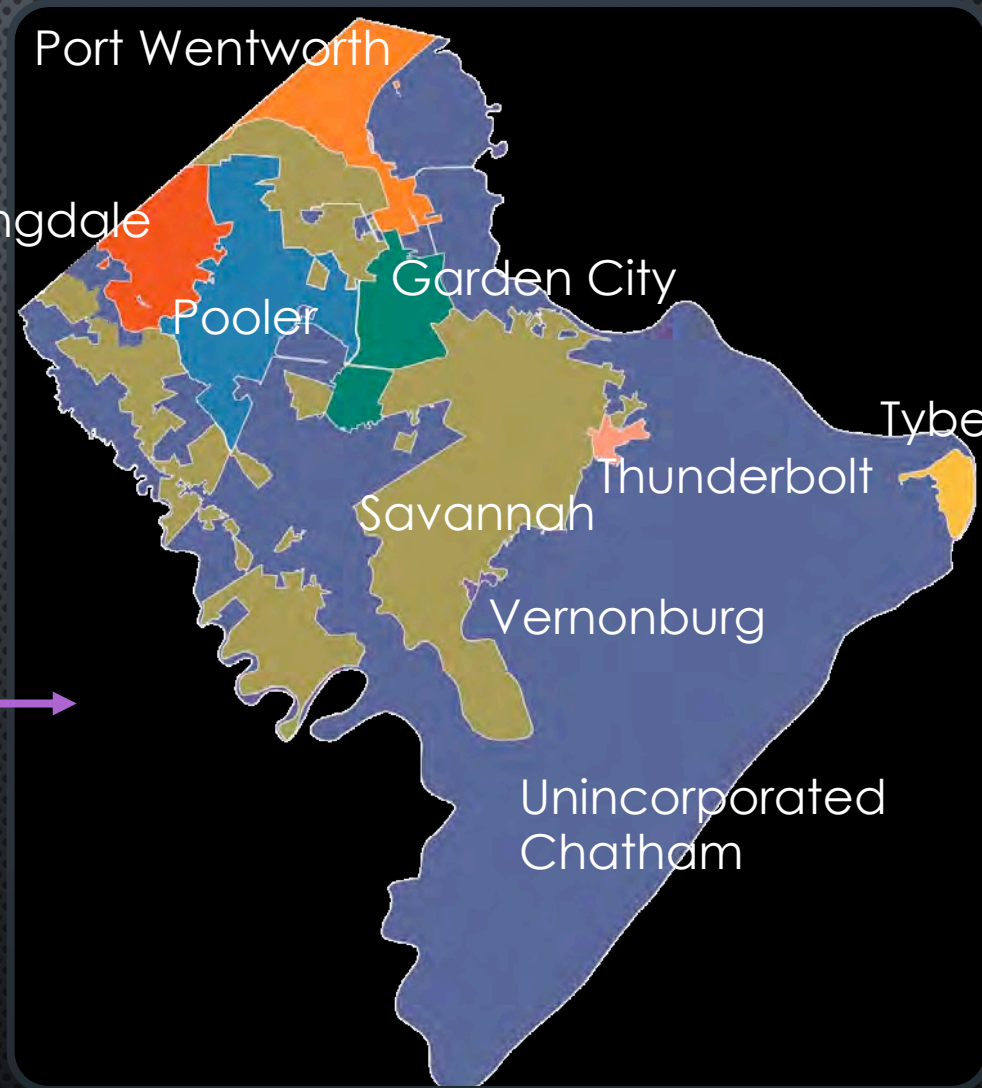 Port Wentworth
ngdale
Garden City
Pooler
Tybe
Thunderbolt
Savannah
Vernonburg
Unincorporated
Chatham